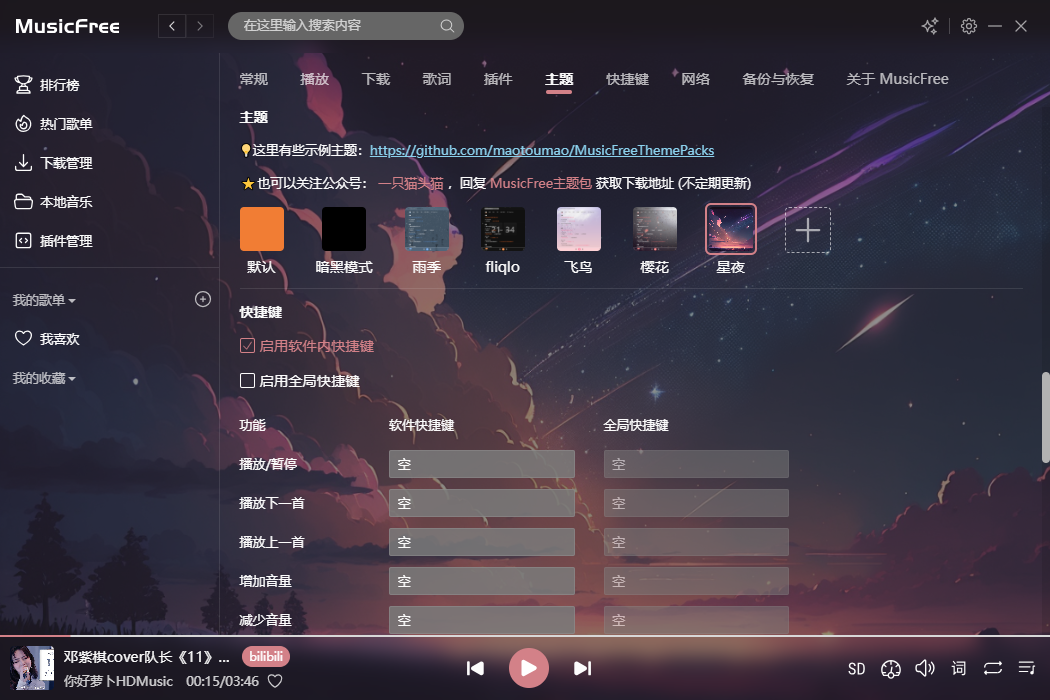 MusicFree
在这里输入搜索内容
排行榜
热门歌单
下载管理
本地音乐
插件管理
我的歌单
我喜欢
我的收藏
常规 播放 下载 歌词 插件 主题 快捷键 网络 备份与恢复 关于 MusicFree
主题
这里有些示例主题：https://github.com/maotoumao/MusicFreeThemePacks
也可以关注公众号： 一只猫头猫 ，回复 MusicFree主题包 获取下载地址 (不定期更新)
21 34
默认 暗黑模式 雨季 fliqlo 飞鸟 樱花 星夜
快捷键
启用软件内快捷键
启用全局快捷键
功能 软件快捷键 全局快捷键
播放/暂停 空 空
播放下一首 空 空
播放上一首 空 空
增加音量 空 空
减少音量 空 空
邓紫棋cover队长《11》... bilibili
你好萝卜HDMusic 00:15/03:46
SD 词